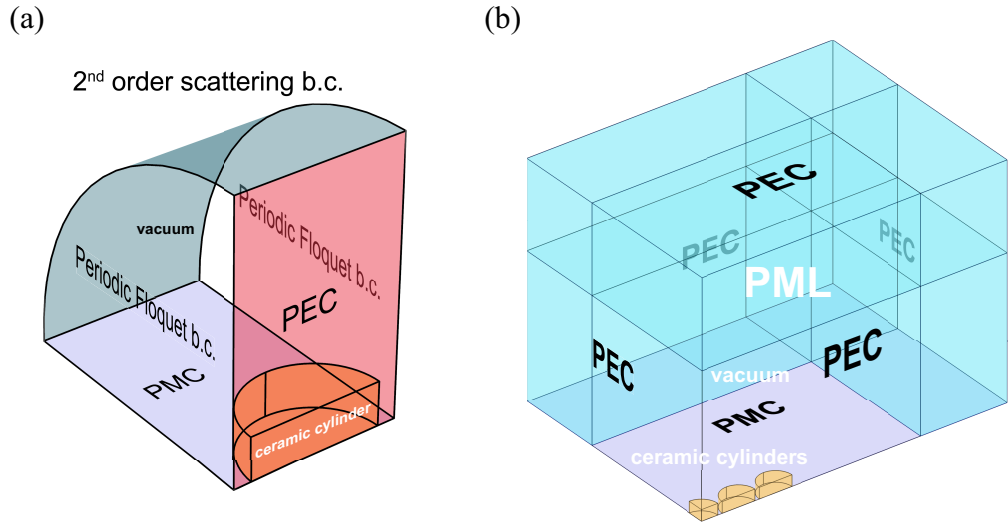 (a)
2nd order scattering b.c.
vacuum
Periodic Floquet b.c.
Periodic Floquet b.c.
PEC
PMC
ceramic cylinder
(b)
PEC
PEC
PEC
PML
PEC
PEC
vacuum
PMC
ceramic cylinders